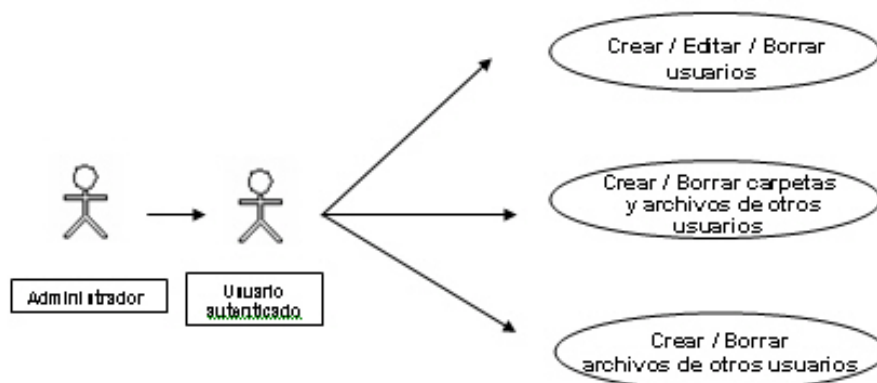 Crear / Editar / Borrar
usuarios
Crear / Borrar carpetas
y archivos de otros
usuarios
Administrador
Usuario
autenticado
Crear / Borrar
archivos de otros usuarios